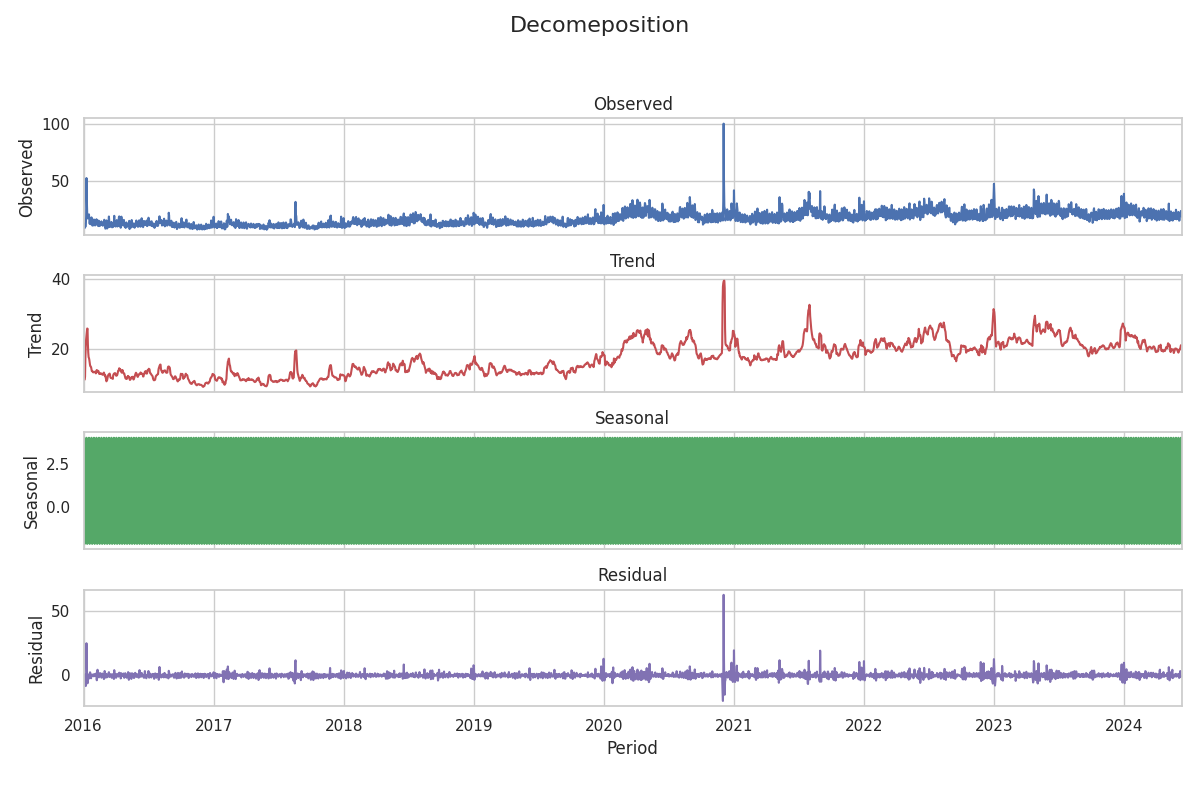 Decomeposition
Observed
Observed
100
50
Trend
Trend
40
20
Seasonal
Seasonal
2.5
0.0
Residual
Residual
50
0
2016 2017 2018 2019 2020 2021 2022 2023 2024
Period